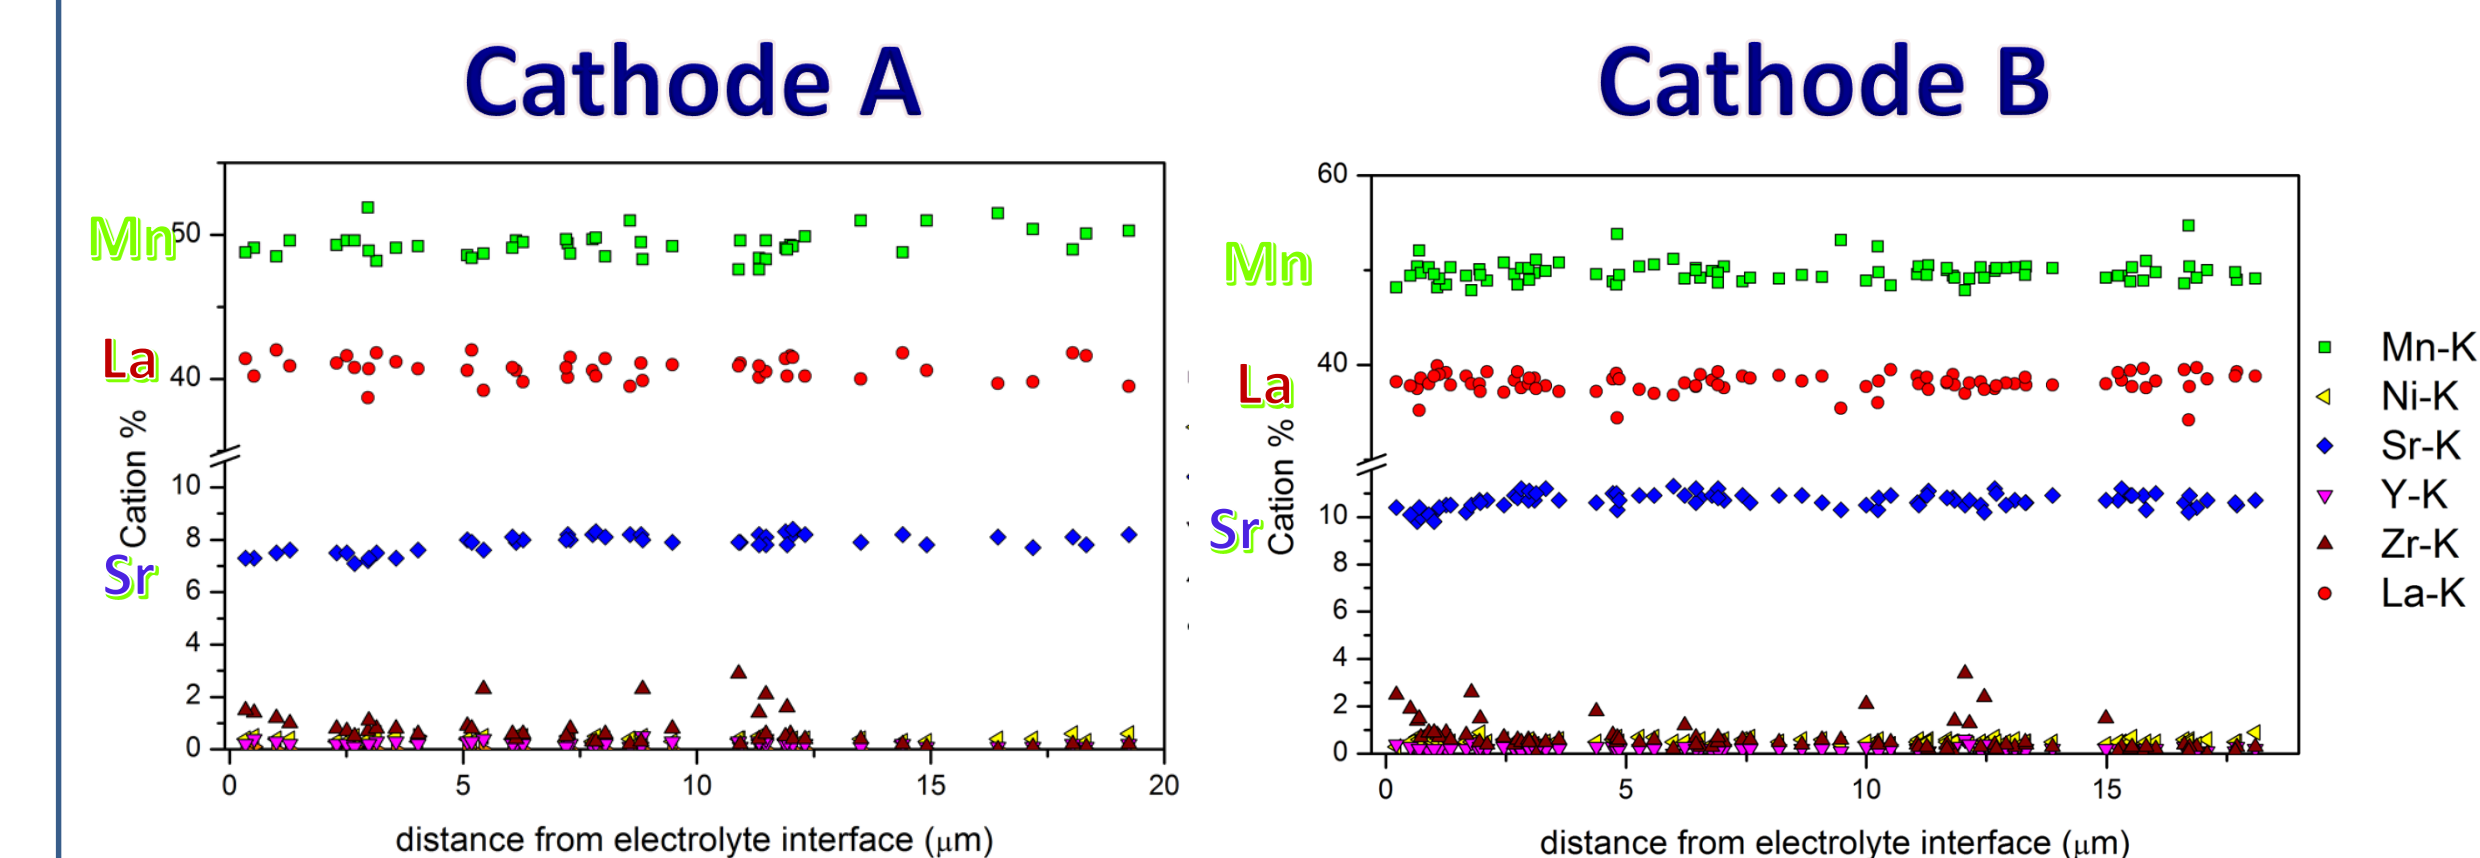 Cathode A
Cathode B
Mn
La
Sr
Cation %
50
40
10
8
6
4
2
0
0 5 10 15 20
distance from electrolyte interface (μm)
Mn
La
Sr
Cation %
60
40
10
8
6
4
2
0
0 5 10 15
distance from electrolyte interface (μm)
Mn-K
Ni-K
Sr-K
Y-K
Zr-K
La-K